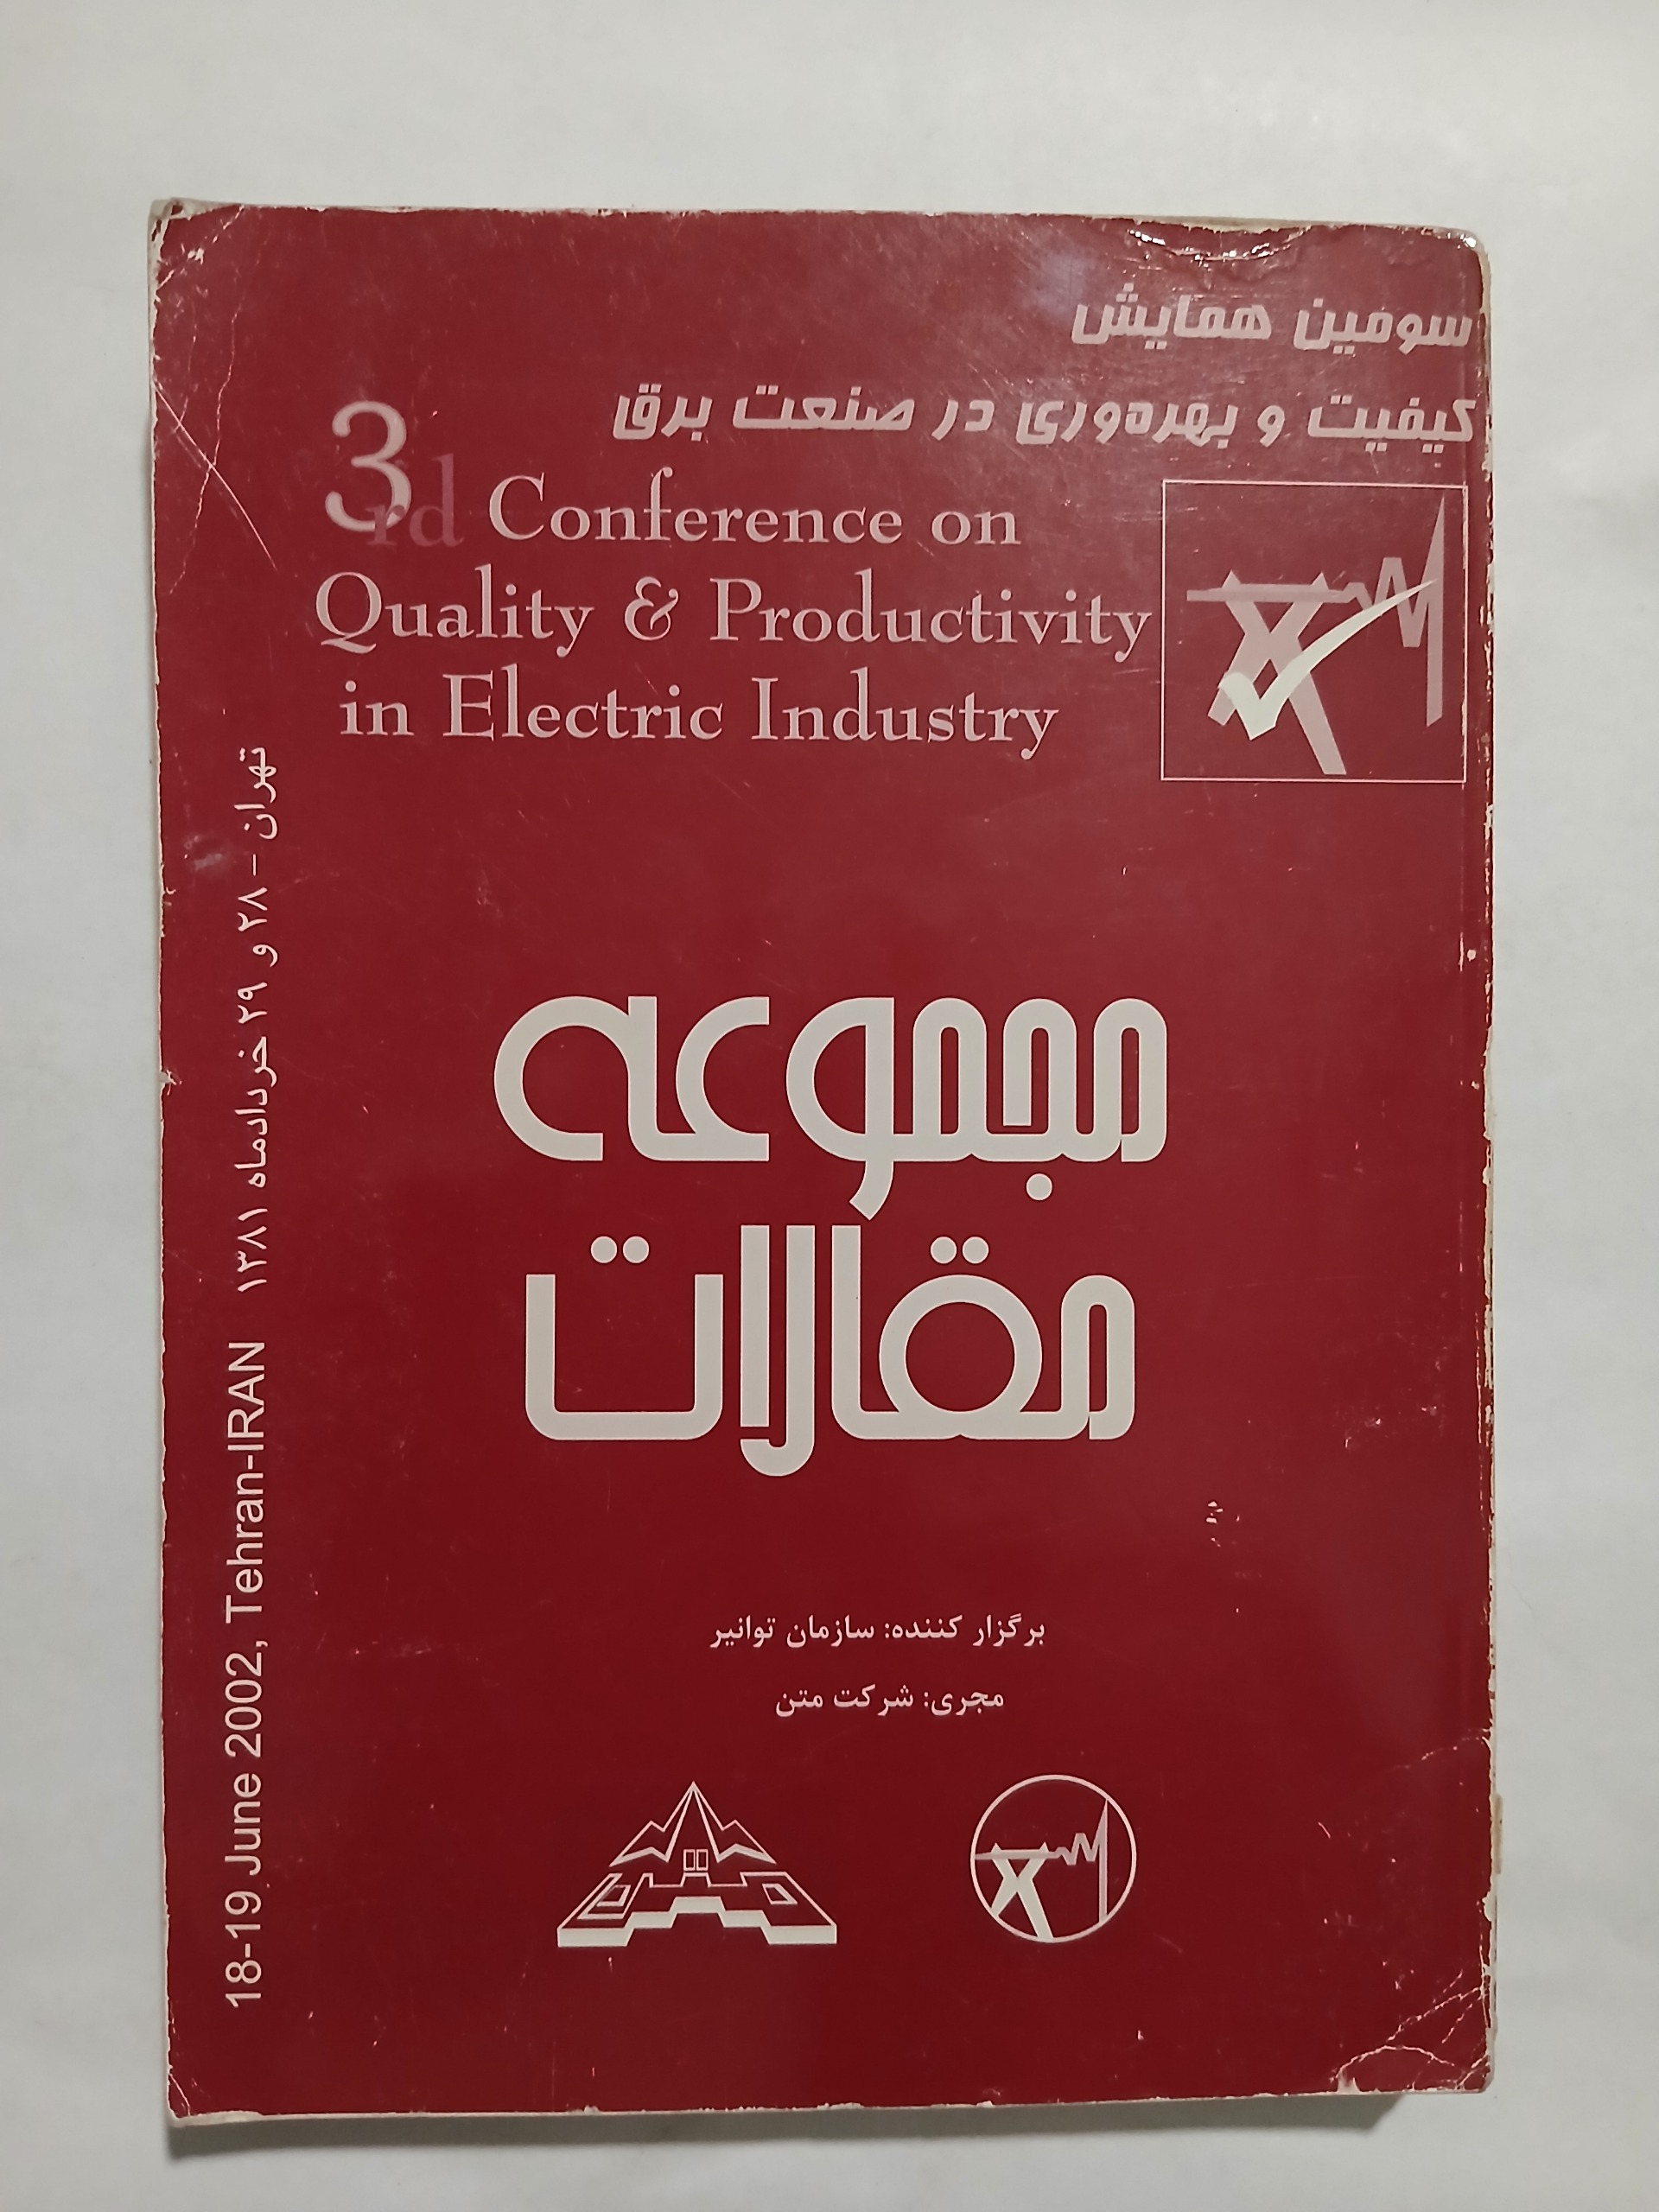 سومین همایش
کیفیت و بهره‌وری در صنعت برق
3rd Conference on
Quality & Productivity
in Electric Industry
مجموعه
مقالات
برگزار کننده: سازمان توانیر
مجری: شرکت متن
تهران - ۲۸ و ۲۹ خردادماه ۱۳۸۱
18-19 June 2002, Tehran-IRAN